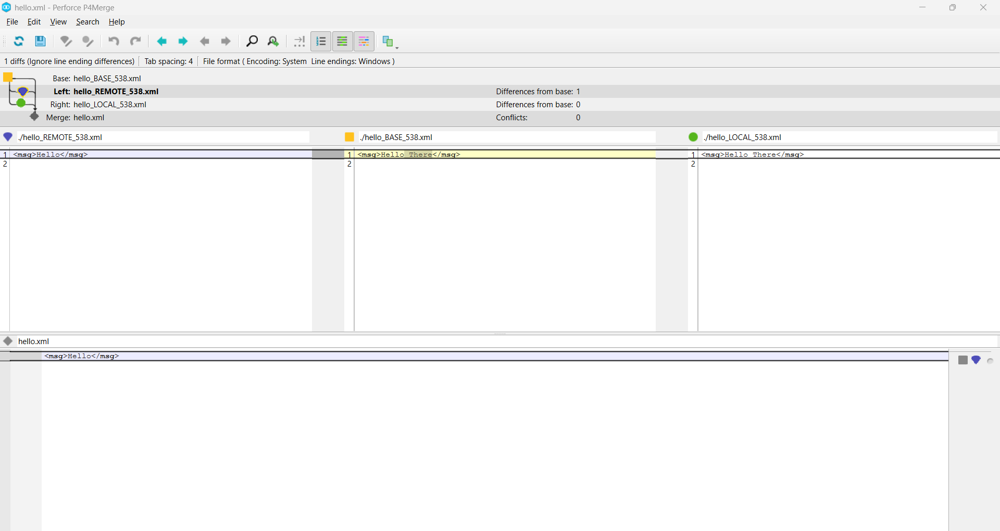 hello.xml - Perforce P4Merge
File Edit View Search Help
1 diffs (Ignore line ending differences) Tab spacing: 4 File format ( Encoding: System Line endings: Windows )
Base: hello_BASE_538.xml
Left: hello_REMOTE_538.xml Differences from base: 1
Right: hello_LOCAL_538.xml Differences from base: 0
Merge: hello.xml Conflicts: 0
./hello_REMOTE_538.xml ./hello_BASE_538.xml ./hello_LOCAL_538.xml
1 <msg>Hello</msg> 1 <msg>Hello There</msg> 1 <msg>Hello There</msg>
2 2 2
hello.xml
<msg>Hello</msg>